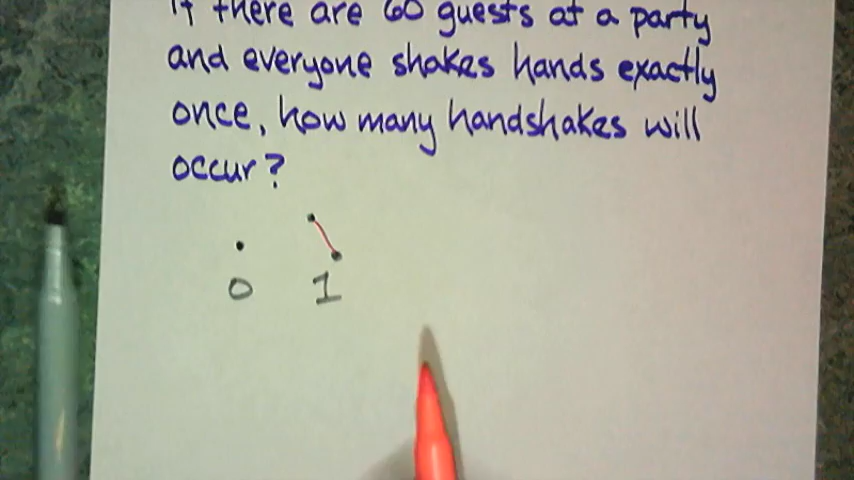 If there are 60 guests at a party
and everyone shakes hands exactly
once, how many handshakes will
occur?
0 1